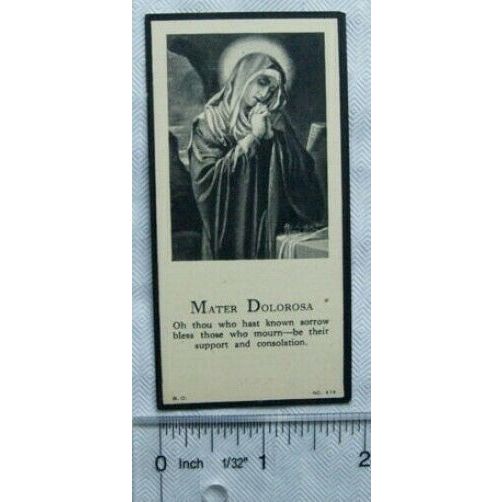 MATER DOLOROSA
Oh thou who hast known sorrow
bless those who mourn—be their
support and consolation.
0 Inch 1/32" 1 2